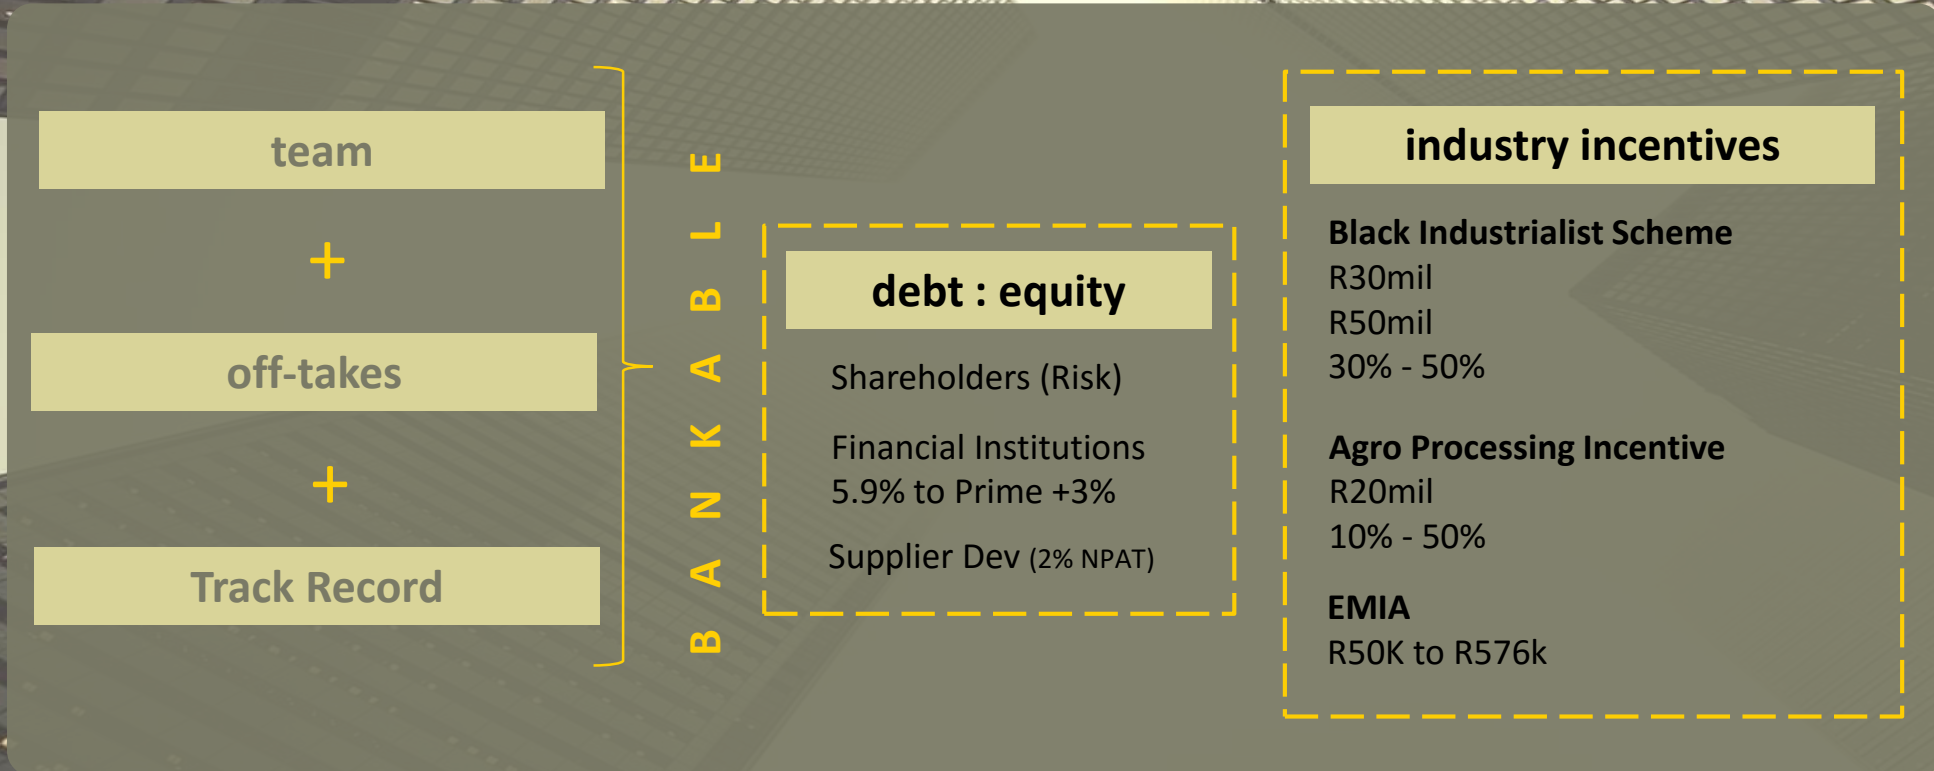 team
+
off-takes
+
Track Record
BANKABLE
debt : equity
Shareholders (Risk)
Financial Institutions
5.9% to Prime +3%
Supplier Dev (2% NPAT)
industry incentives
Black Industrialist Scheme
R30mil
R50mil
30% - 50%
Agro Processing Incentive
R20mil
10% - 50%
EMIA
R50K to R576k